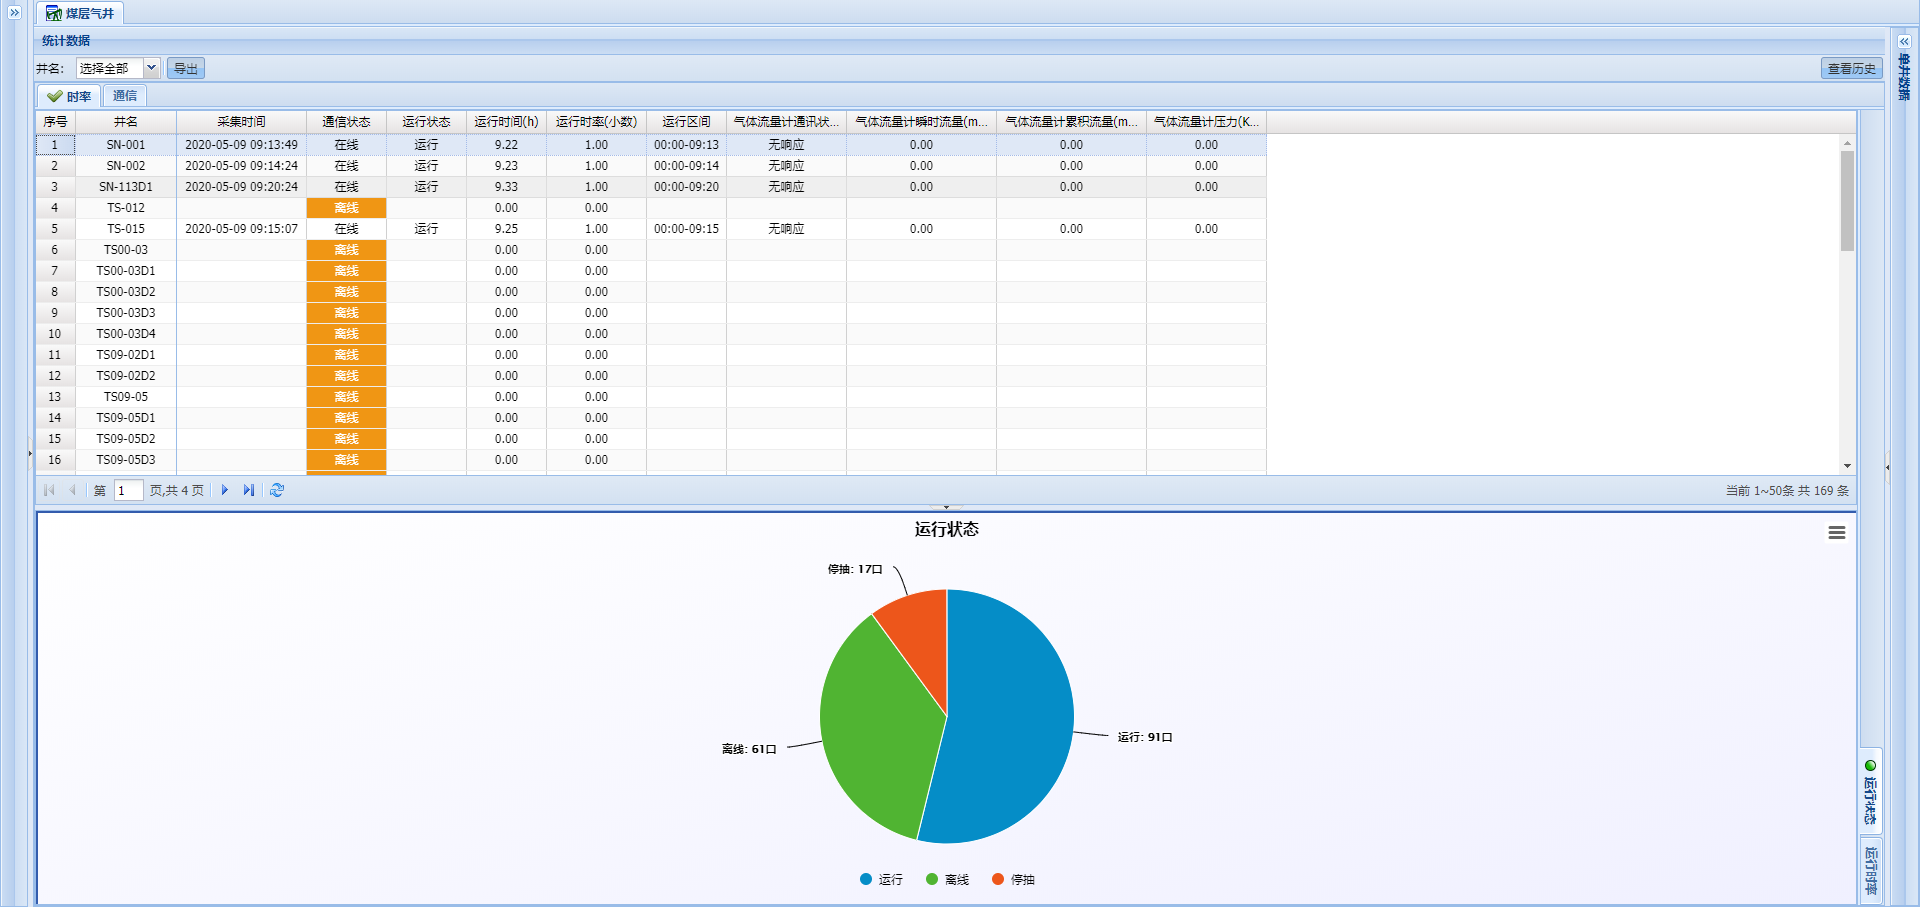 煤层气井
统计数据
井名: 选择全部 导出 查看历史
时率 通信
序号 井名 采集时间 通信状态 运行状态 运行时间(h) 运行时率(小数) 运行区间 气体流量计通讯状... 气体流量计瞬时流量(m... 气体流量计累积流量(m... 气体流量计压力(K...
1 SN-001 2020-05-09 09:13:49 在线 运行 9.22 1.00 00:00-09:13 无响应 0.00 0.00 0.00
2 SN-002 2020-05-09 09:14:24 在线 运行 9.23 1.00 00:00-09:14 无响应 0.00 0.00 0.00
3 SN-113D1 2020-05-09 09:20:24 在线 运行 9.33 1.00 00:00-09:20 无响应 0.00 0.00 0.00
4 TS-012 离线 0.00 0.00
5 TS-015 2020-05-09 09:15:07 在线 运行 9.25 1.00 00:00-09:15 无响应 0.00 0.00 0.00
6 TS00-03 离线 0.00 0.00
7 TS00-03D1 离线 0.00 0.00
8 TS00-03D2 离线 0.00 0.00
9 TS00-03D3 离线 0.00 0.00
10 TS00-03D4 离线 0.00 0.00
11 TS09-02D1 离线 0.00 0.00
12 TS09-02D2 离线 0.00 0.00
13 TS09-05 离线 0.00 0.00
14 TS09-05D1 离线 0.00 0.00
15 TS09-05D2 离线 0.00 0.00
16 TS09-05D3 离线 0.00 0.00
第 1 页,共 4 页 当前 1~50条 共 169 条
运行状态
停抽: 17口
运行: 91口
离线: 61口
运行 离线 停抽
运行状态
运行时率
单井数据